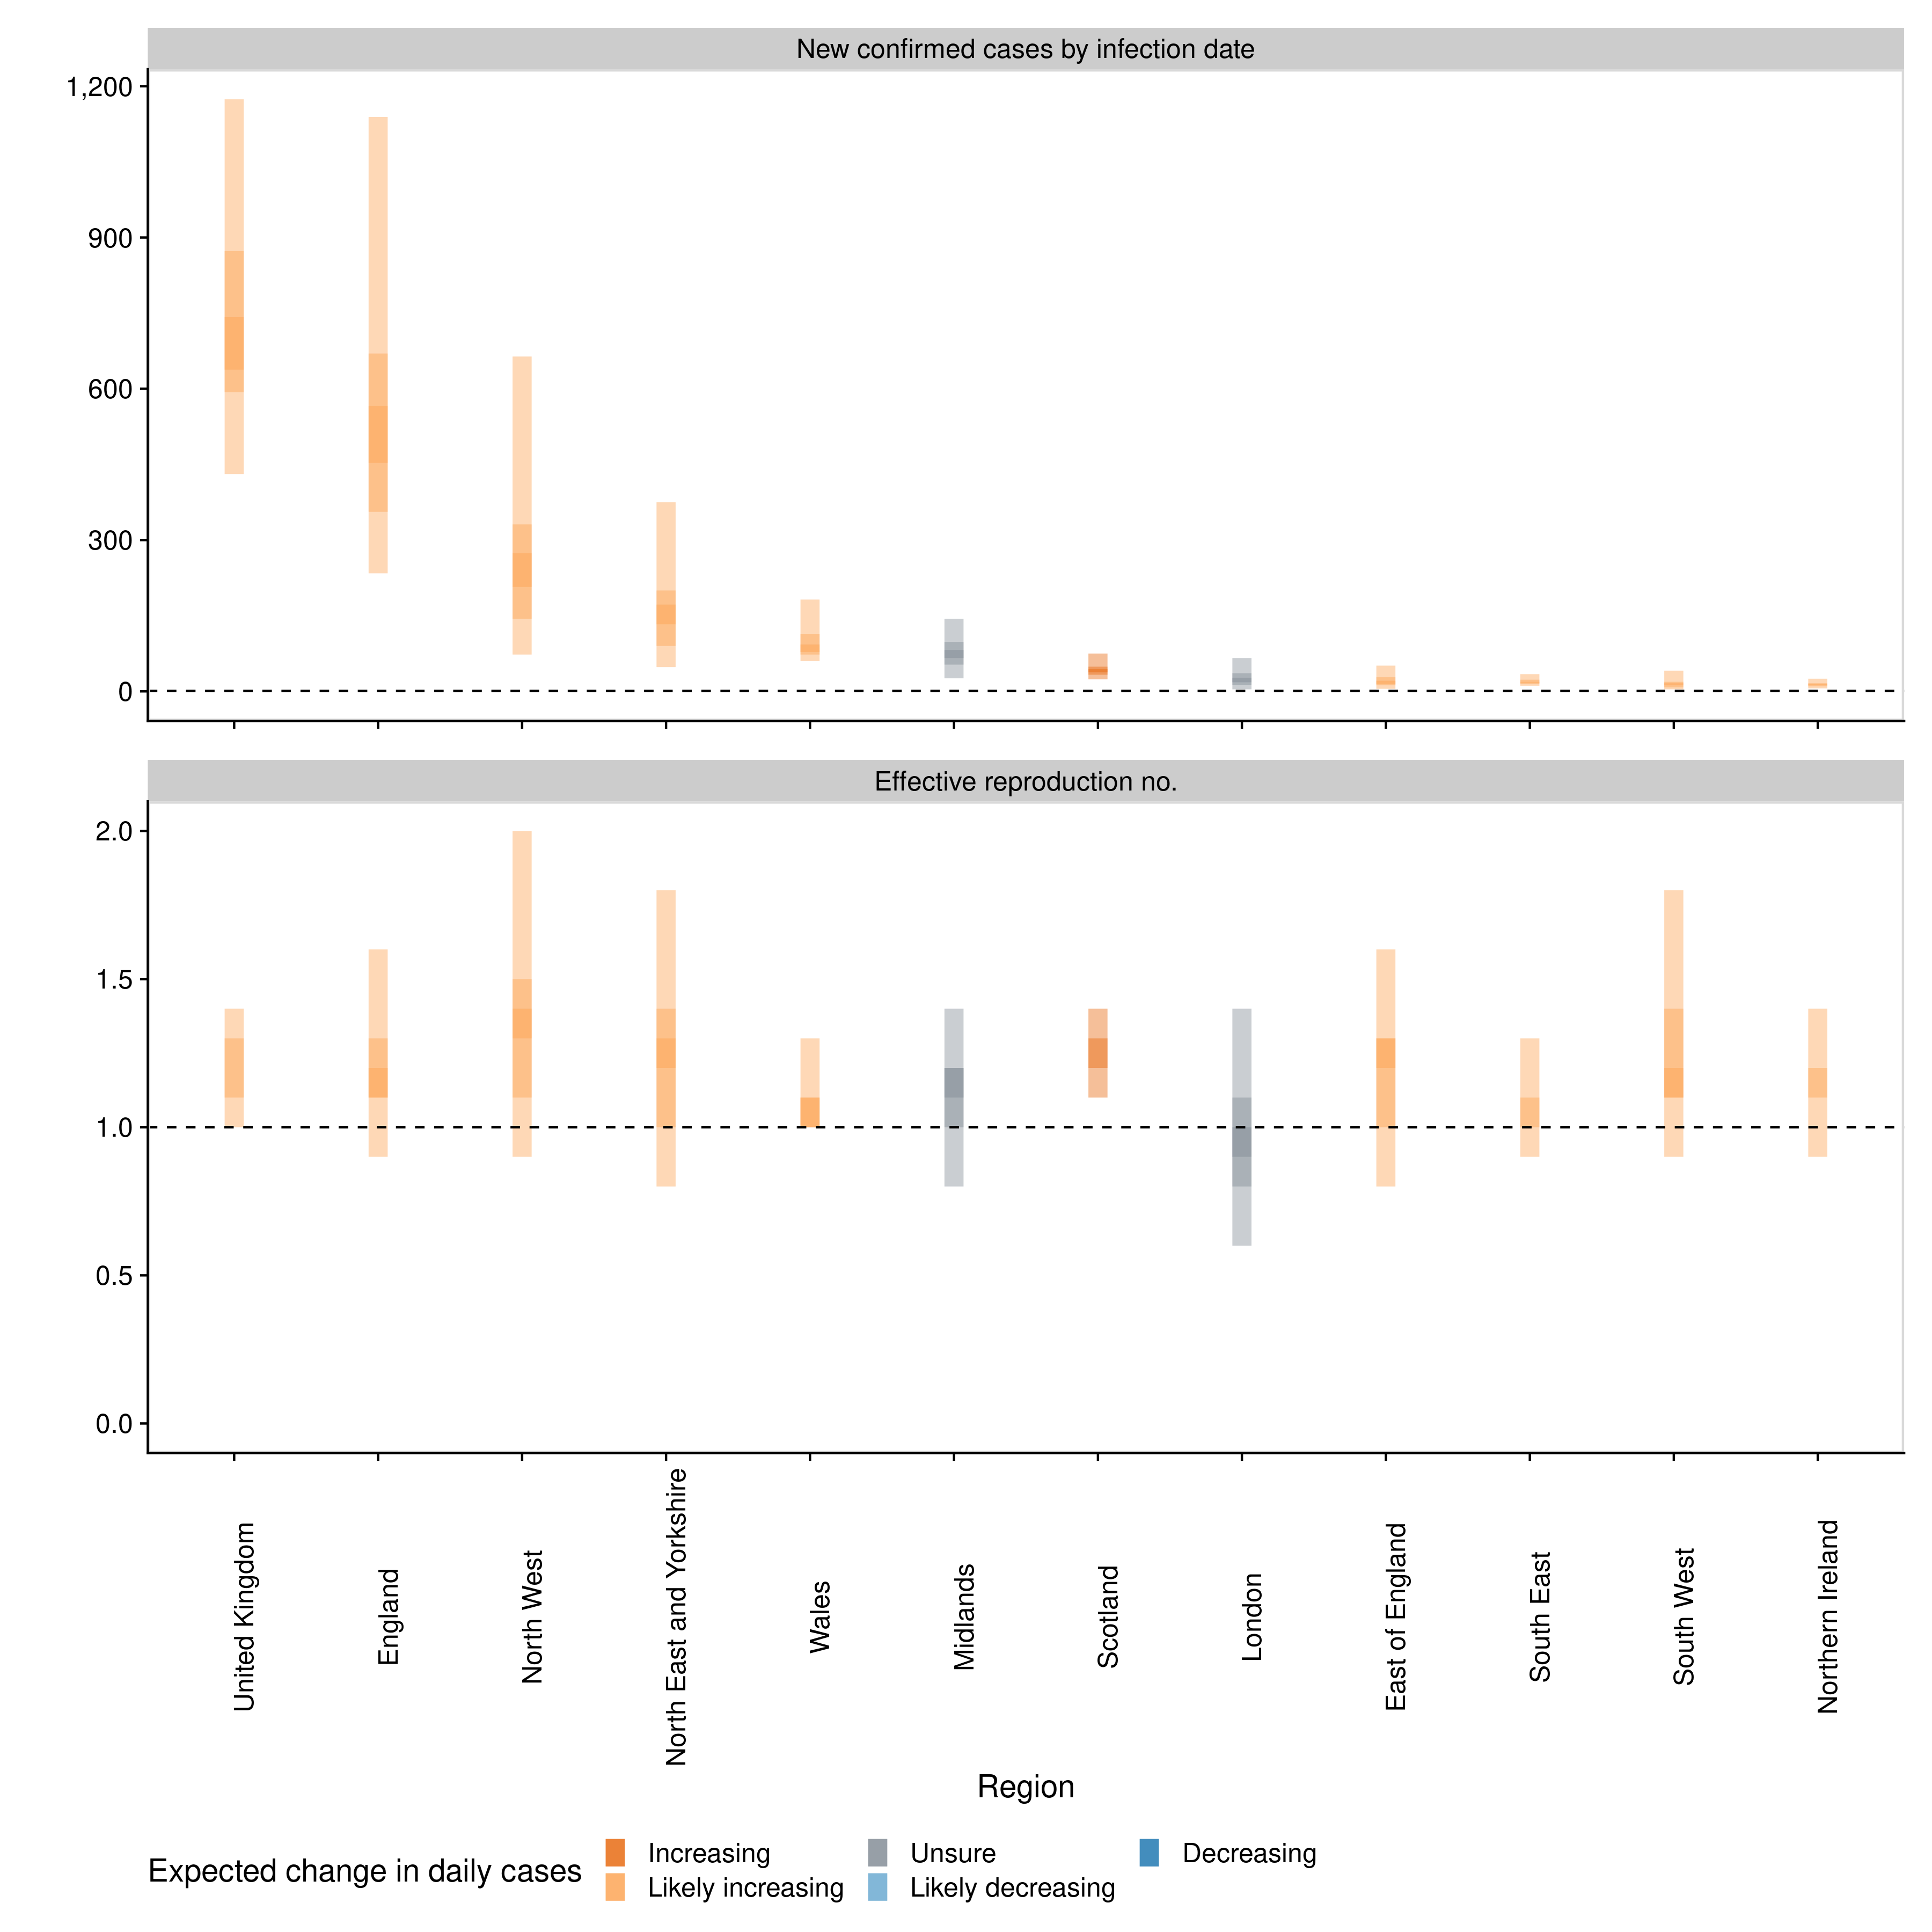 New confirmed cases by infection date
1,200
900
600
300
0
Effective reproduction no.
2.0
1.5
1.0
0.5
0.0
United Kingdom
England
North West
North East and Yorkshire
Wales
Midlands
Scotland
London
East of England
South East
South West
Northern Ireland
Region
Expected change in daily cases
Increasing
Likely increasing
Unsure
Likely decreasing
Decreasing